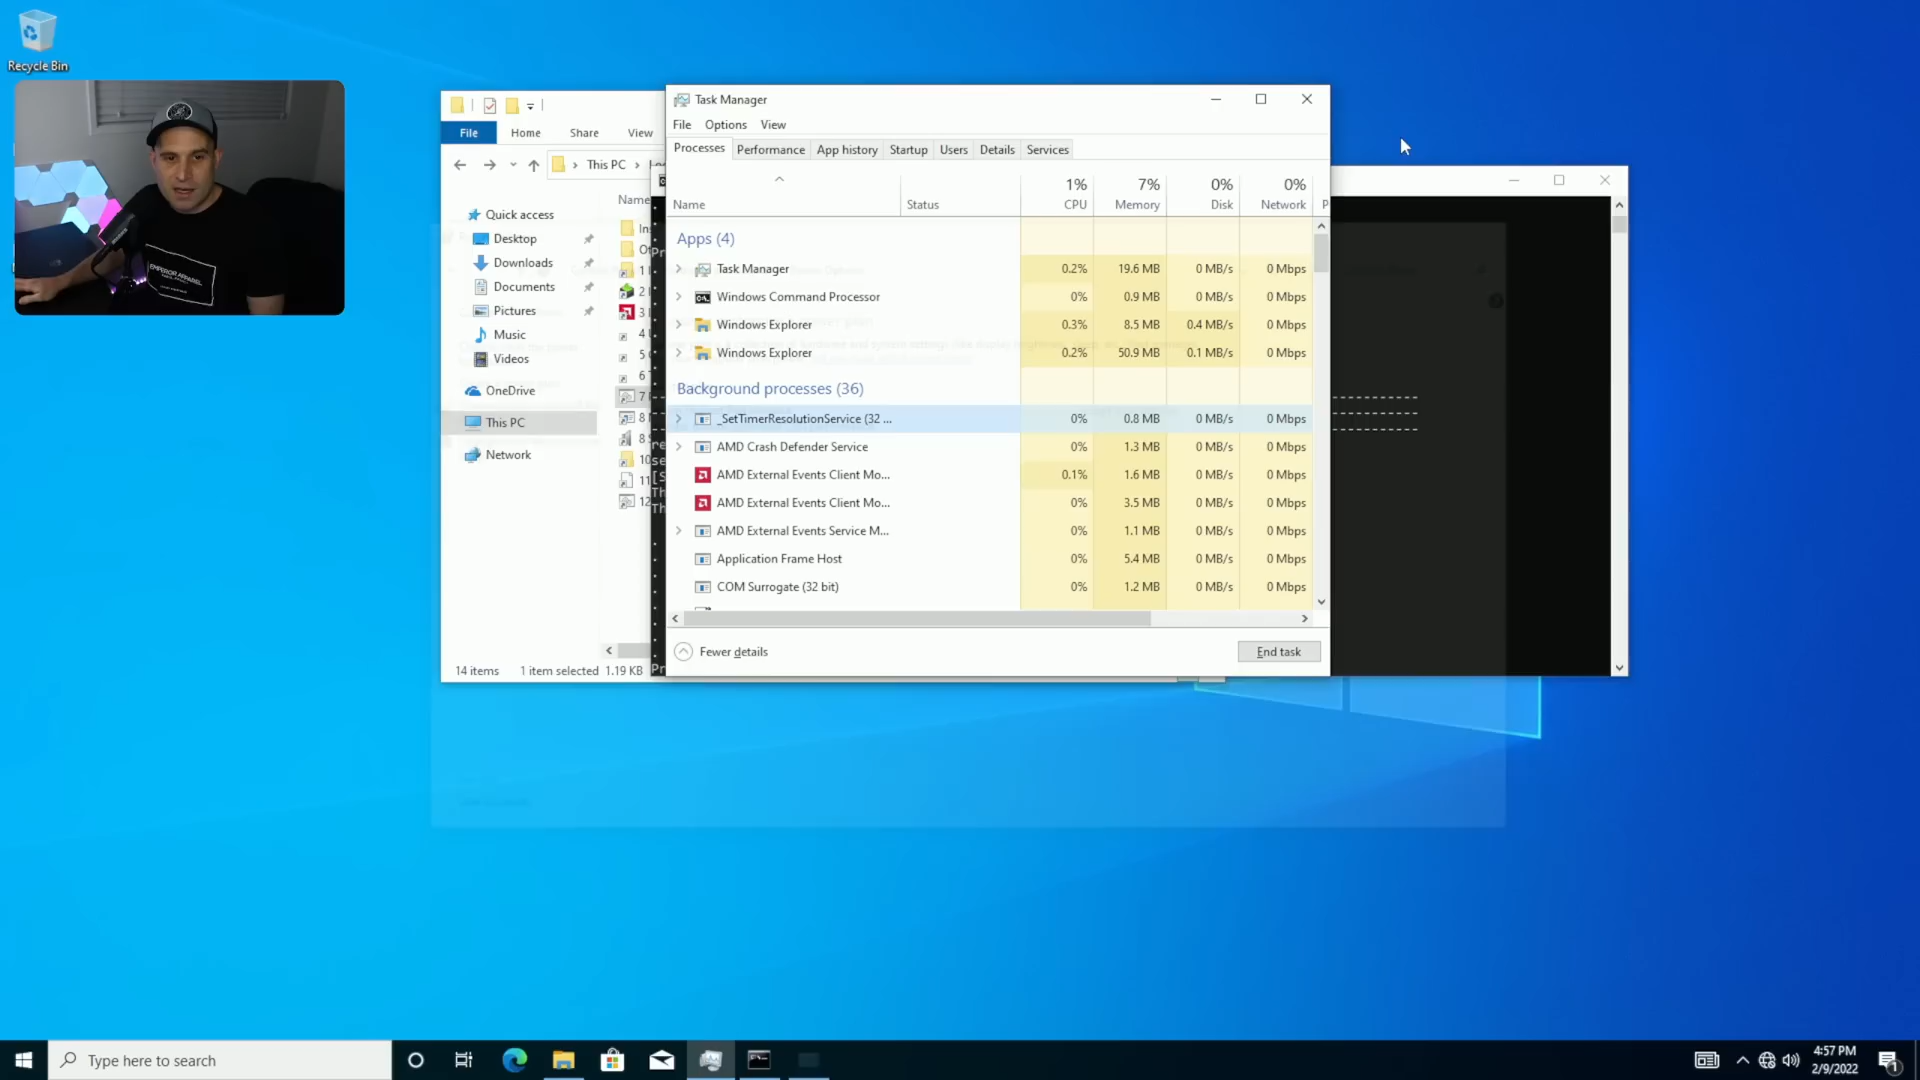 Recycle Bin
EMPEROR APPAREL
File
Home
Share
View
This PC
Name
Quick access
Desktop
Downloads
Documents
Pictures
Music
Videos
OneDrive
This PC
Network
14 items
1 item selected 1.19 KB
Task Manager
File Options View
Processes Performance App history Startup Users Details Services
1% 7% 0% 0%
Name Status CPU Memory Disk Network
Apps (4)
Task Manager 0.2% 19.6 MB 0 MB/s 0 Mbps
Windows Command Processor 0% 0.9 MB 0 MB/s 0 Mbps
Windows Explorer 0.3% 8.5 MB 0.4 MB/s 0 Mbps
Windows Explorer 0.2% 50.9 MB 0.1 MB/s 0 Mbps
Background processes (36)
_SetTimerResolutionService (32 ... 0% 0.8 MB 0 MB/s 0 Mbps
AMD Crash Defender Service 0% 1.3 MB 0 MB/s 0 Mbps
AMD External Events Client Mo... 0.1% 1.6 MB 0 MB/s 0 Mbps
AMD External Events Client Mo... 0% 3.5 MB 0 MB/s 0 Mbps
AMD External Events Service M... 0% 1.1 MB 0 MB/s 0 Mbps
Application Frame Host 0% 5.4 MB 0 MB/s 0 Mbps
COM Surrogate (32 bit) 0% 1.2 MB 0 MB/s 0 Mbps
Fewer details
End task
Type here to search
4:57 PM
2/9/2022
1